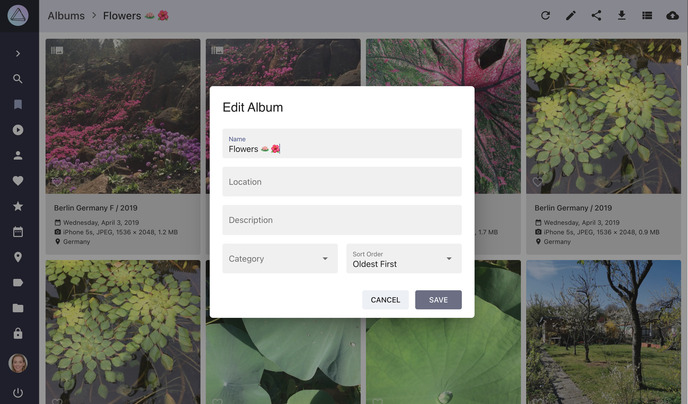 Albums > Flowers 🪷 🌺
Edit Album
Name
Flowers 🪷 🌺
Location
Description
Category
Sort Order
Oldest First
CANCEL
SAVE
Berlin Germany F / 2019
Wednesday, April 3, 2019
iPhone 5s, JPEG, 1536 × 2048, 1.2 MB
Germany
1.7 MB
Berlin Germany / 2019
Wednesday, April 3, 2019
iPhone 5s, JPEG, 1536 × 2048, 0.9 MB
Germany